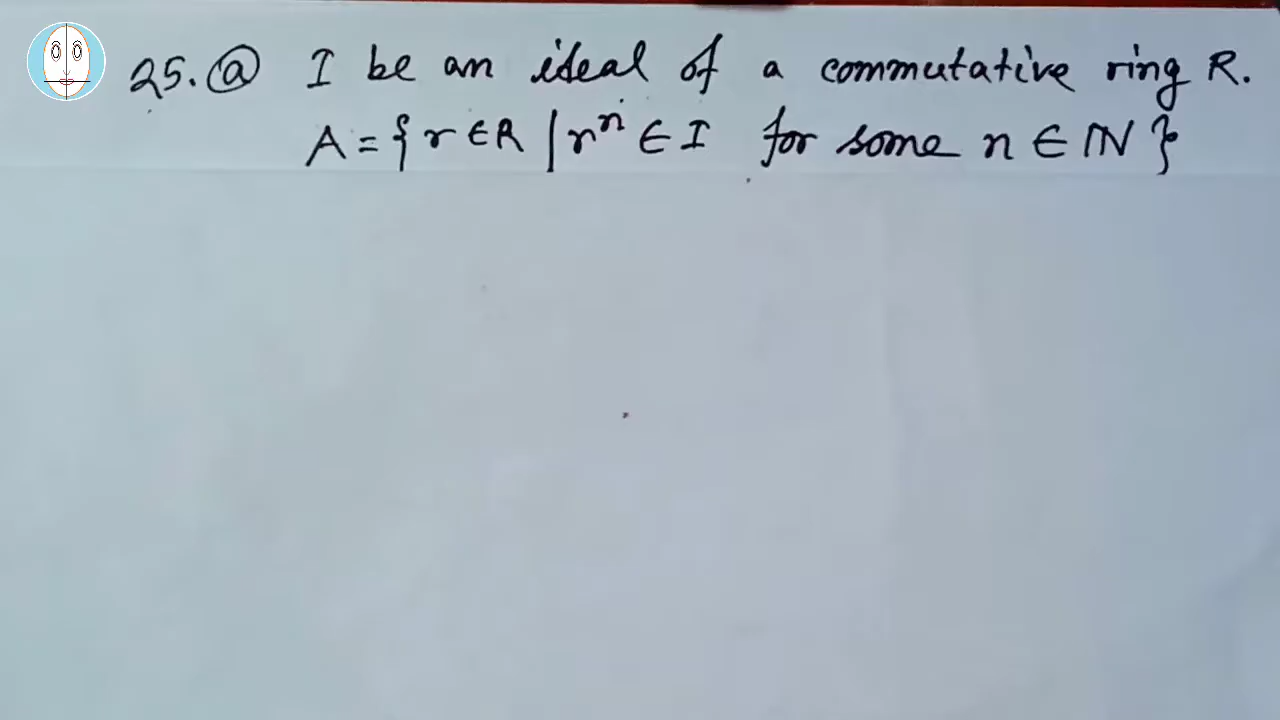 25. ⓐ I be an ideal of a commutative ring R.
A = { r ∈ R | rⁿ ∈ I for some n ∈ ℕ }